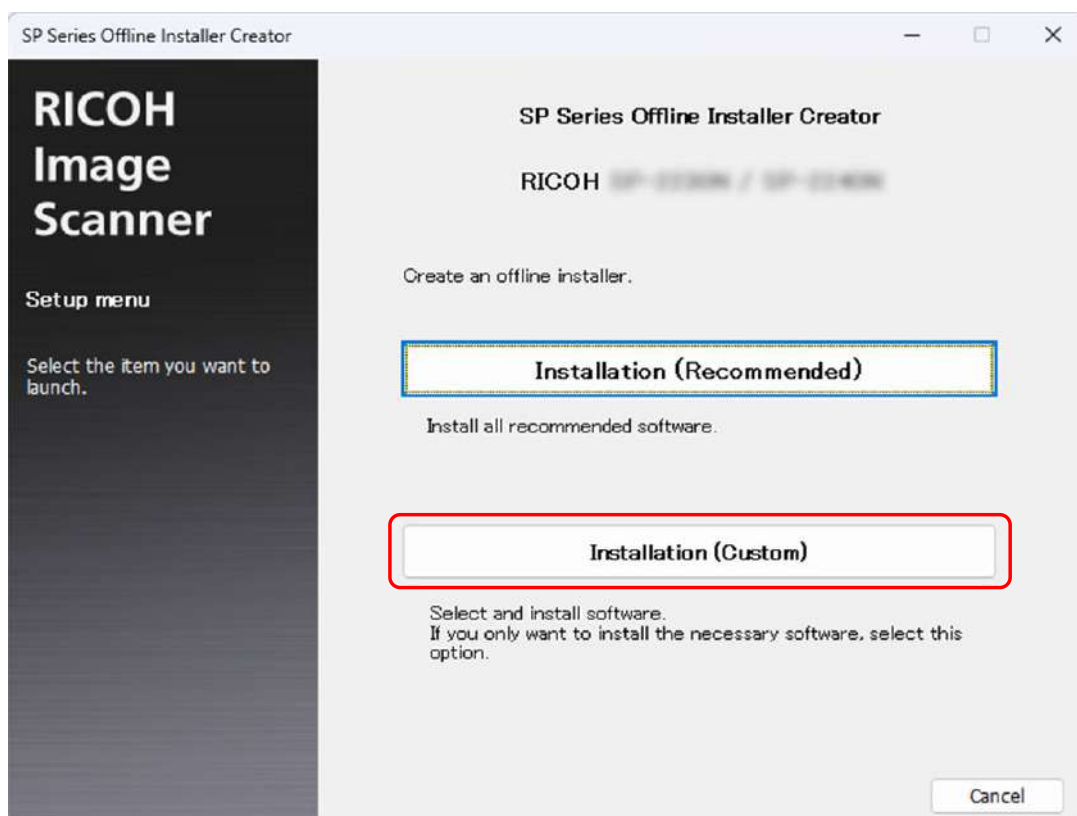 SP Series Offline Installer Creator
RICOH
Image
Scanner
Setup menu
Select the item you want to
launch.
SP Series Offline Installer Creator
RICOH
Create an offline installer.
Installation (Recommended)
Install all recommended software.
Installation (Custom)
Select and install software.
If you only want to install the necessary software, select this
option.
Cancel